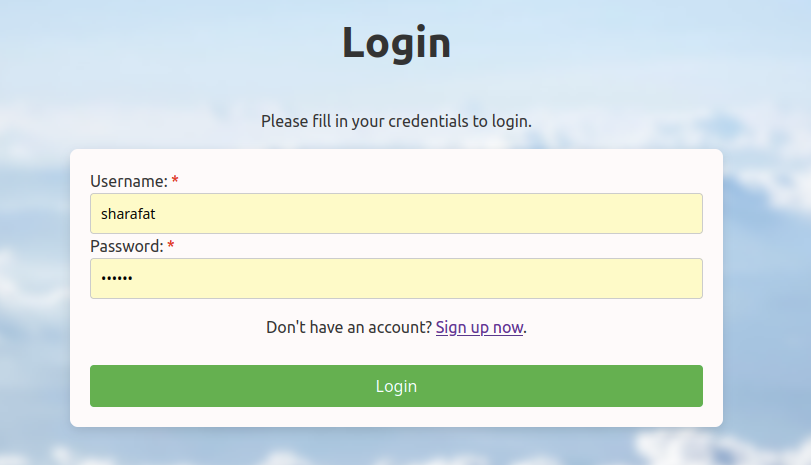 Login
Please fill in your credentials to login.
Username: *
sharafat
Password: *
••••••
Don't have an account? Sign up now.
Login